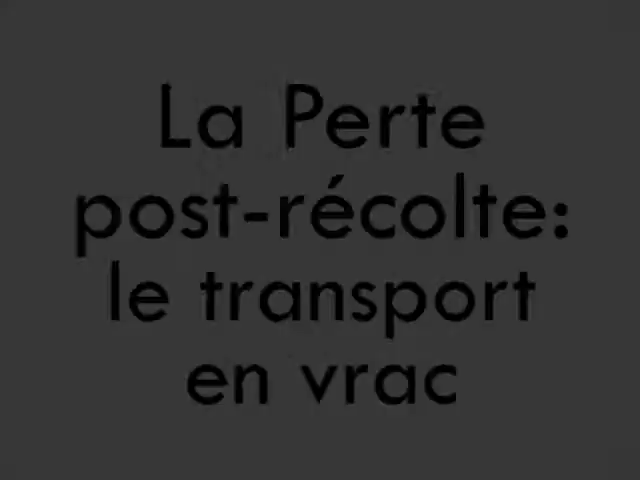 La Perte
post-récolte:
le transport
en vrac